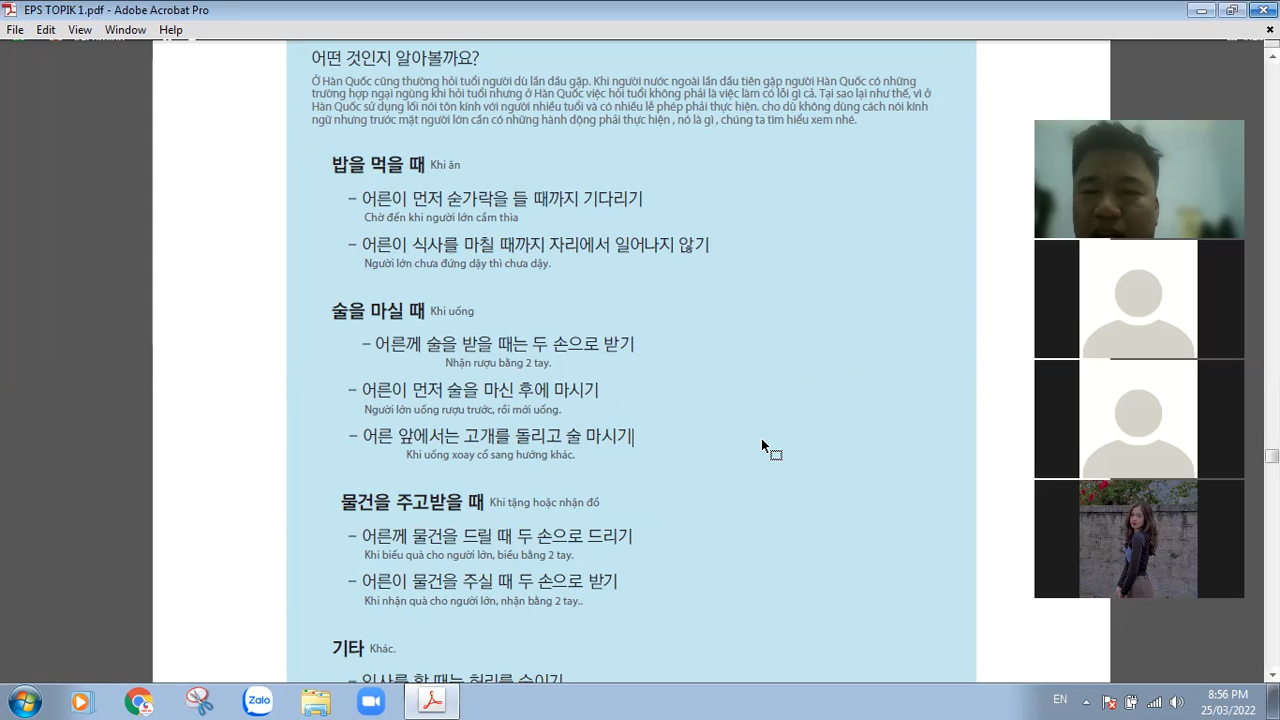 EPS TOPIK 1.pdf - Adobe Acrobat Pro
File Edit View Window Help
어떤 것인지 알아볼까요?
Ở Hàn Quốc cũng thường hỏi tuổi người dù lần đầu gặp. Khi người nước ngoài lần đầu tiên gặp người Hàn Quốc có những
trường hợp ngại ngùng khi hỏi tuổi nhưng ở Hàn Quốc việc hỏi tuổi không phải là việc làm có lỗi gì cả. Tại sao lại như thế, vì ở
Hàn Quốc sử dụng lối nói tôn kính với người nhiều tuổi và có nhiều lễ phép phải thực hiện. cho dù không dùng cách nói kính
ngữ nhưng trước mặt người lớn cần có những hành động phải thực hiện , nó là gì , chúng ta tìm hiểu xem nhé.
밥을 먹을 때 Khi ăn
– 어른이 먼저 숟가락을 들 때까지 기다리기
Chờ đến khi người lớn cầm thìa
– 어른이 식사를 마칠 때까지 자리에서 일어나지 않기
Người lớn chưa đứng dậy thì chưa dậy.
술을 마실 때 Khi uống
– 어른께 술을 받을 때는 두 손으로 받기
Nhận rượu bằng 2 tay.
– 어른이 먼저 술을 마신 후에 마시기
Người lớn uống rượu trước, rồi mới uống.
– 어른 앞에서는 고개를 돌리고 술 마시기
Khi uống xoay cổ sang hướng khác.
물건을 주고받을 때 Khi tặng hoặc nhận đồ
– 어른께 물건을 드릴 때 두 손으로 드리기
Khi biếu quà cho người lớn, biếu bằng 2 tay.
– 어른이 물건을 주실 때 두 손으로 받기
Khi nhận quà cho người lớn, nhận bằng 2 tay..
기타 Khác.
– 인사를 할 때는 허리를 숙이기
Zalo
EN
8:56 PM
25/03/2022